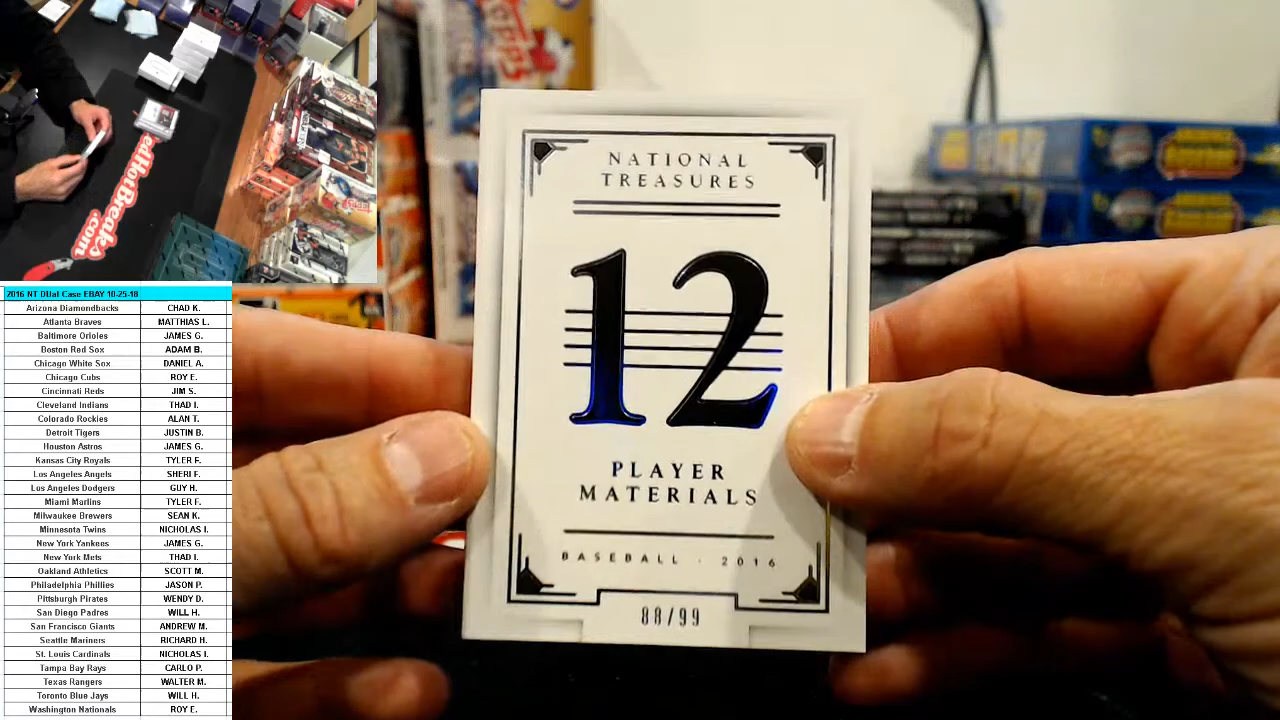 Topps
edHotBreaks
.com
2016 NT DUal Case EBAY 10-25-18
Arizona Diamondbacks CHAD K.
Atlanta Braves MATTHIAS L.
Baltimore Orioles JAMES G.
Boston Red Sox ADAM B.
Chicago White Sox DANIEL A.
Chicago Cubs ROY E.
Cincinnati Reds JIM S.
Cleveland Indians THAD I.
Colorado Rockies ALAN T.
Detroit Tigers JUSTIN B.
Houston Astros JAMES G.
Kansas City Royals TYLER F.
Los Angeles Angels SHERI F.
Los Angeles Dodgers GUY H.
Miami Marlins TYLER F.
Milwaukee Brewers SEAN K.
Minnesota Twins NICHOLAS I.
New York Yankees JAMES G.
New York Mets THAD I.
Oakland Athletics SCOTT M.
Philadelphia Phillies JASON P.
Pittsburgh Pirates WENDY D.
San Diego Padres WILL H.
San Francisco Giants ANDREW M.
Seattle Mariners RICHARD H.
St. Louis Cardinals NICHOLAS I.
Tampa Bay Rays CARLO P.
Texas Rangers WALTER M.
Toronto Blue Jays WILL H.
Washington Nationals ROY E.
NATIONAL
TREASURES
12
PLAYER
MATERIALS
BASEBALL · 2016
88/99